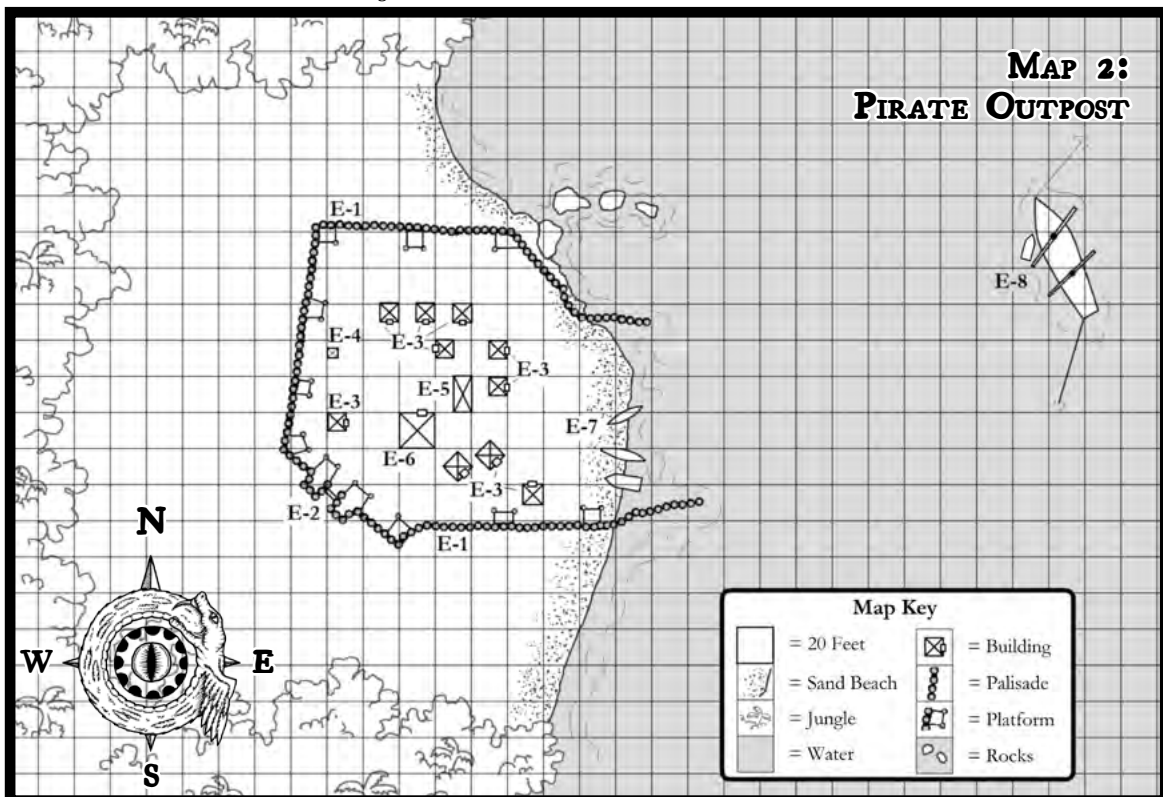 MAP 2:
PIRATE OUTPOST
E-1
E-8
E-4
E-3
E-3
E-5
E-3
E-7
E-6
E-3
E-2
E-1
N
W
E
S
Map Key
= 20 Feet
= Building
= Sand Beach
= Palisade
= Jungle
= Platform
= Water
= Rocks